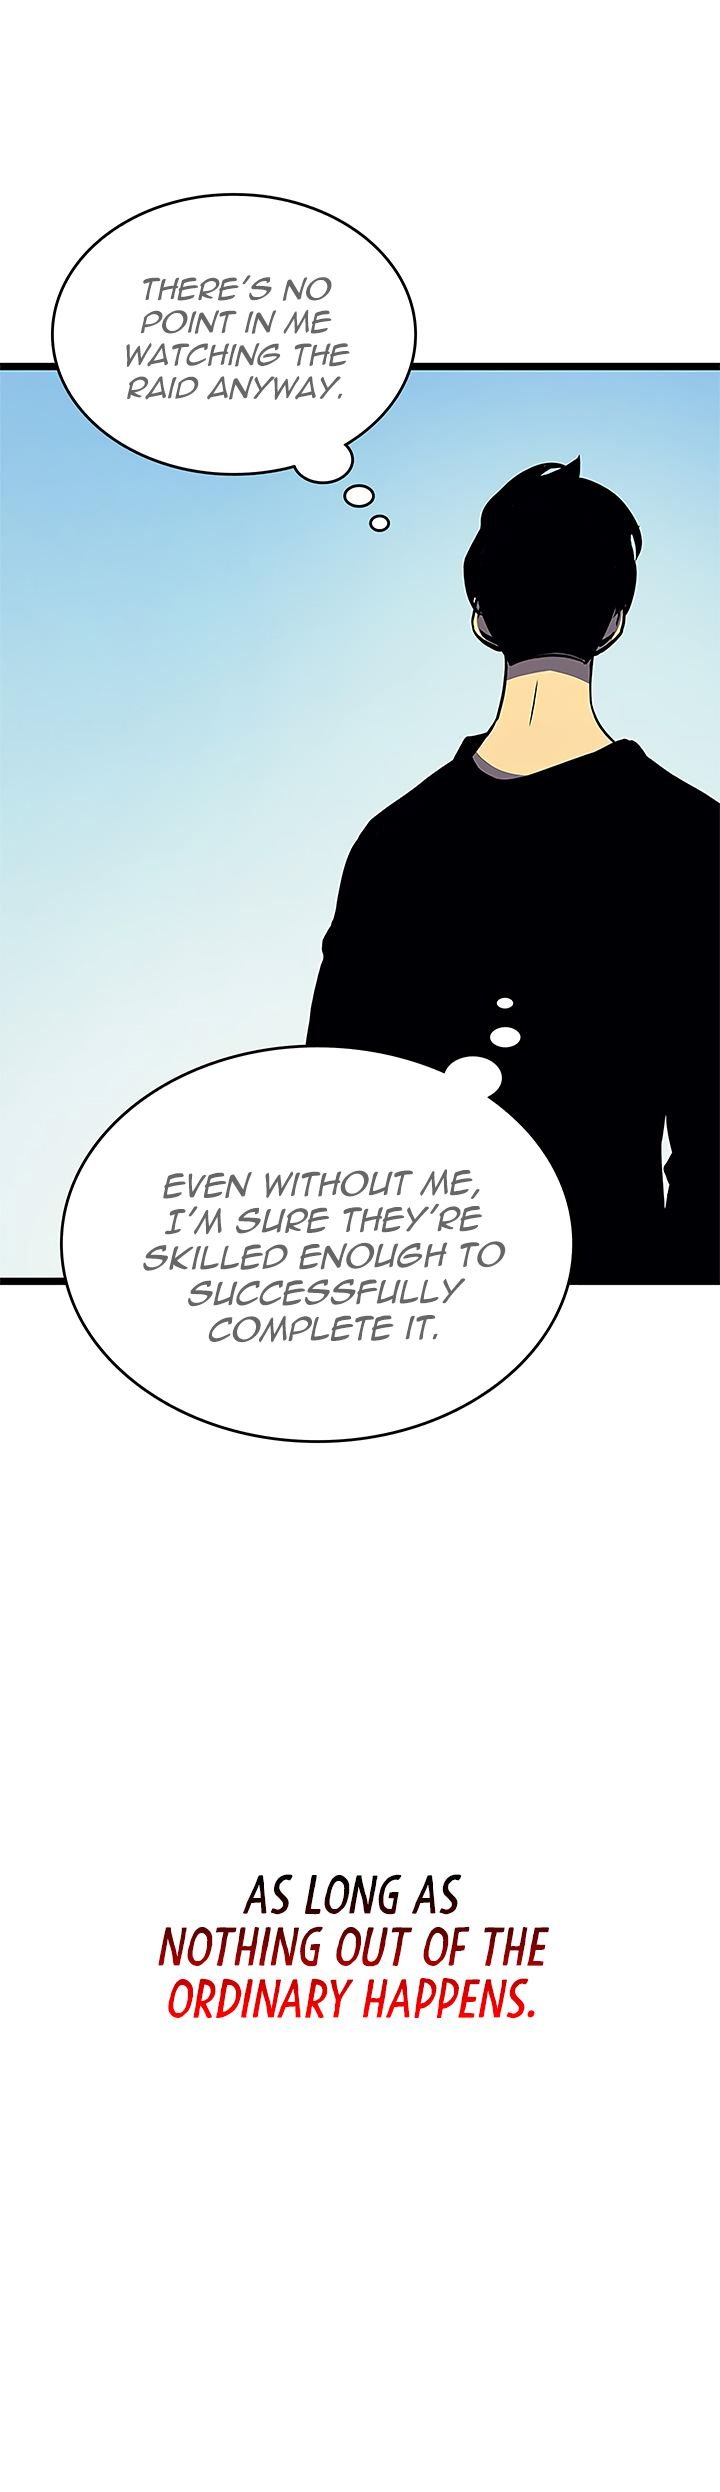 THERE'S NO
POINT IN ME
WATCHING THE
RAID ANYWAY.
EVEN WITHOUT ME,
I'M SURE THEY'RE
SKILLED ENOUGH TO
SUCCESSFULLY
COMPLETE IT.
AS LONG AS
NOTHING OUT OF THE
ORDINARY HAPPENS.